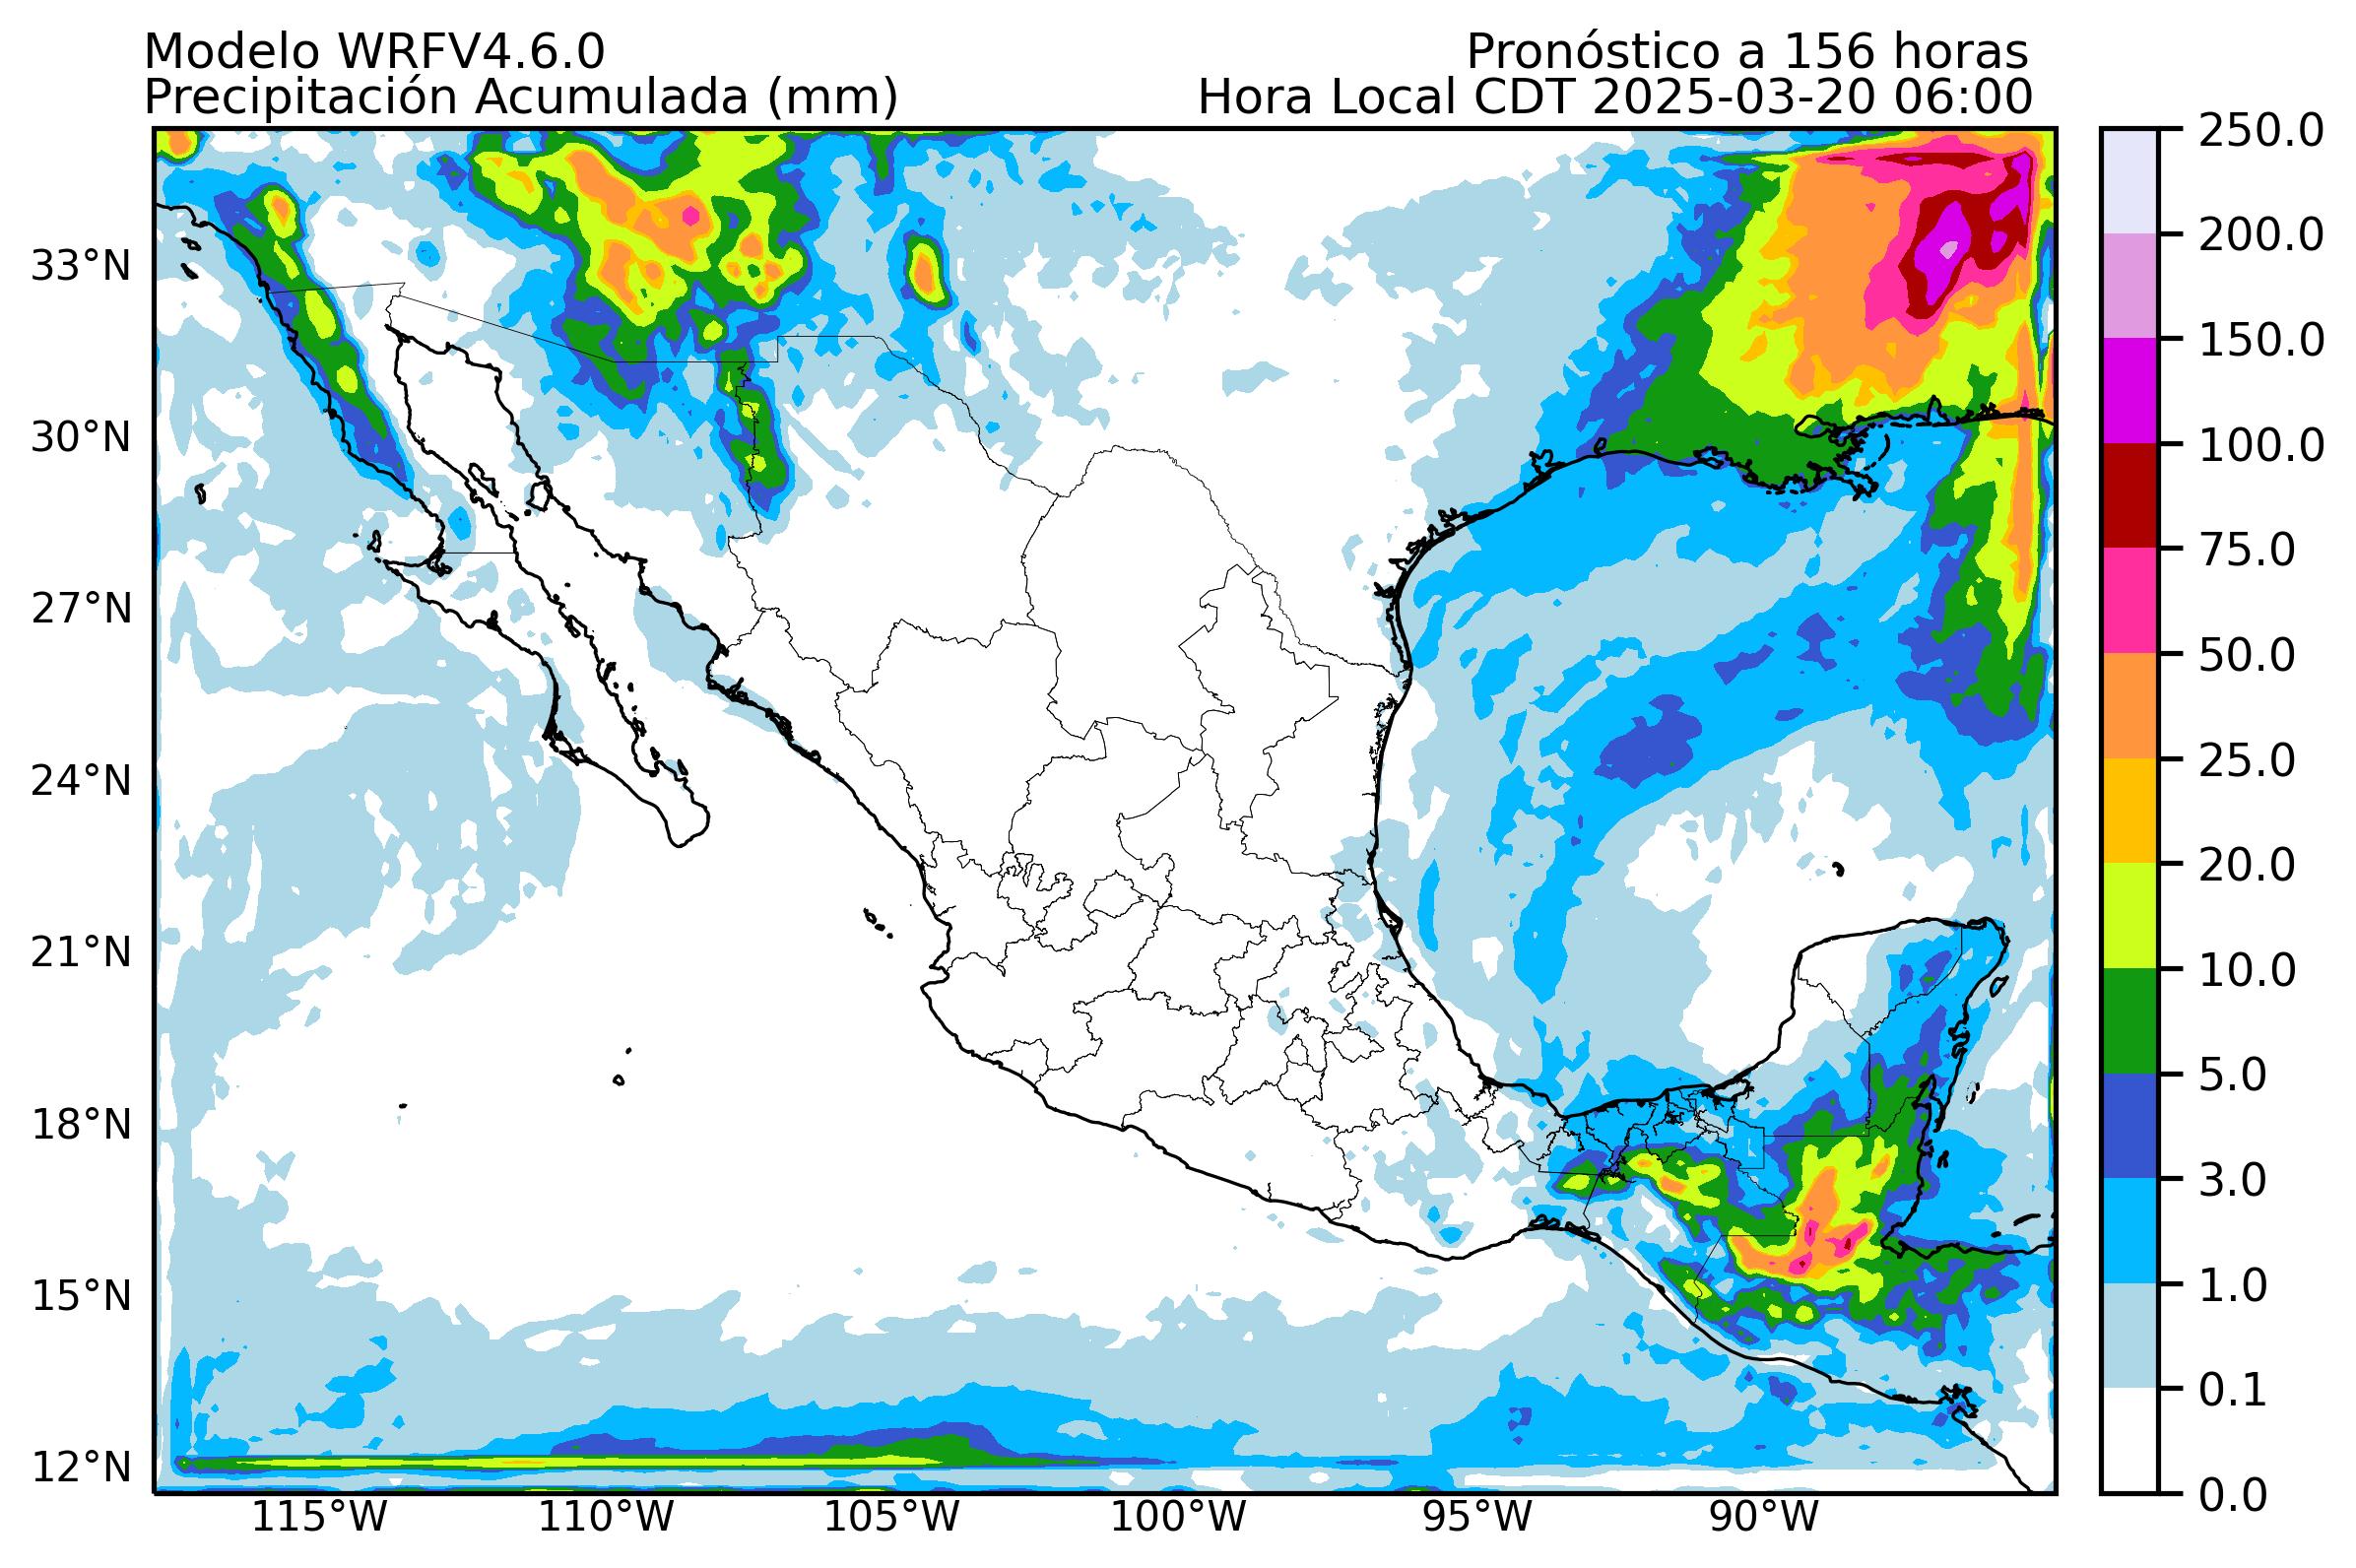 Modelo WRFV4.6.0
Pronóstico a 156 horas
Precipitación Acumulada (mm)
Hora Local CDT 2025-03-20 06:00
33°N
30°N
27°N
24°N
21°N
18°N
15°N
12°N
115°W
110°W
105°W
100°W
95°W
90°W
250.0
200.0
150.0
100.0
75.0
50.0
25.0
20.0
10.0
5.0
3.0
1.0
0.1
0.0